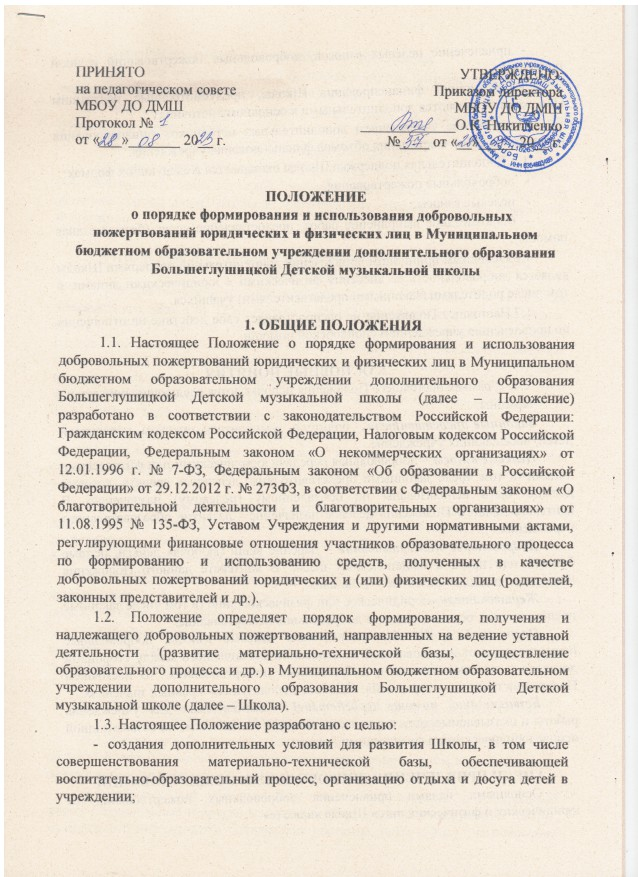 ПРИНЯТО
на педагогическом совете
МБОУ ДО ДМШ
Протокол № 1
от «28» 08 2023 г.
УТВЕРЖДЕНО
Приказом директора
МБОУ ДО ДМШ
О.К. Никитченко
№ 37 от «28» 20 г.
ПОЛОЖЕНИЕ
о порядке формирования и использования добровольных
пожертвований юридических и физических лиц в Муниципальном
бюджетном образовательном учреждении дополнительного образования
Большеглушицкой Детской музыкальной школы
1. ОБЩИЕ ПОЛОЖЕНИЯ
1.1. Настоящее Положение о порядке формирования и использования
добровольных пожертвований юридических и физических лиц в Муниципальном
бюджетном образовательном учреждении дополнительного образования
Большеглушицкой Детской музыкальной школы (далее – Положение)
разработано в соответствии с законодательством Российской Федерации:
Гражданским кодексом Российской Федерации, Налоговым кодексом Российской
Федерации, Федеральным законом «О некоммерческих организациях» от
12.01.1996 г. № 7-ФЗ, Федеральным законом «Об образовании в Российской
Федерации» от 29.12.2012 г. № 273ФЗ, в соответствии с Федеральным законом «О
благотворительной деятельности и благотворительных организациях» от
11.08.1995 № 135-ФЗ, Уставом Учреждения и другими нормативными актами,
регулирующими финансовые отношения участников образовательного процесса
по формированию и использованию средств, полученных в качестве
добровольных пожертвований юридических и (или) физических лиц (родителей,
законных представителей и др.).
1.2. Положение определяет порядок формирования, получения и
надлежащего добровольных пожертвований, направленных на ведение уставной
деятельности (развитие материально-технической базы, осуществление
образовательного процесса и др.) в Муниципальном бюджетном образовательном
учреждении дополнительного образования Большеглушицкой Детской
музыкальной школе (далее – Школа).
1.3. Настоящее Положение разработано с целью:
- создания дополнительных условий для развития Школы, в том числе
совершенствования материально-технической базы, обеспечивающей
воспитательно-образовательный процесс, организацию отдыха и досуга детей в
учреждении;